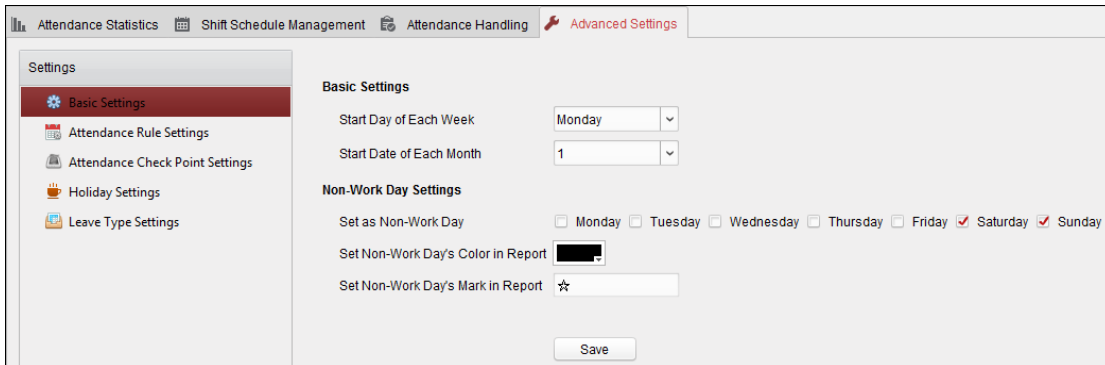 Attendance Statistics Shift Schedule Management Attendance Handling Advanced Settings
Settings
Basic Settings
Attendance Rule Settings
Attendance Check Point Settings
Holiday Settings
Leave Type Settings
Basic Settings
Start Day of Each Week Monday
Start Date of Each Month 1
Non-Work Day Settings
Set as Non-Work Day Monday Tuesday Wednesday Thursday Friday Saturday Sunday
Set Non-Work Day's Color in Report
Set Non-Work Day's Mark in Report ☆
Save